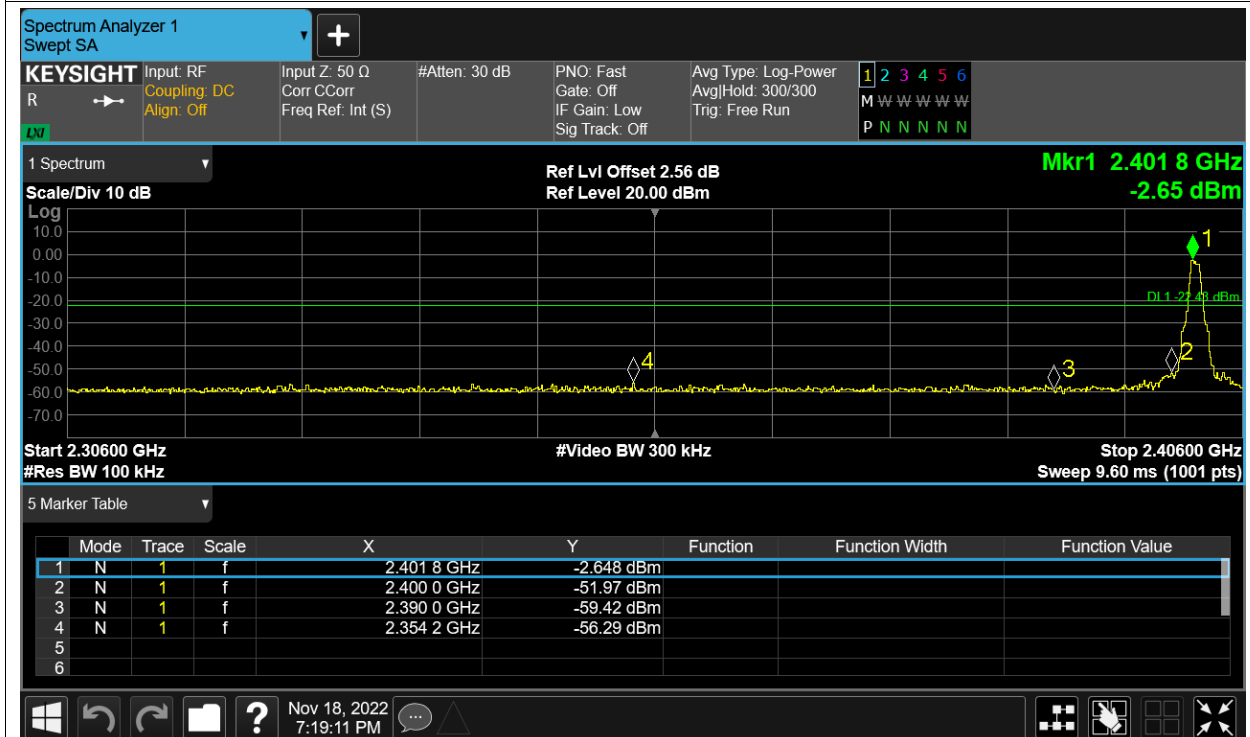 Spectrum Analyzer 1
Swept SA
+
KEYSIGHT Input: RF Input Z: 50 Ω #Atten: 30 dB PNO: Fast Avg Type: Log-Power 1 2 3 4 5 6
R Coupling: DC Corr CCorr Gate: Off Avg|Hold: 300/300 M W W W W W
Align: Off Freq Ref: Int (S) IF Gain: Low Trig: Free Run
LXI Sig Track: Off P N N N N N
1 Spectrum Ref Lvl Offset 2.56 dB Mkr1 2.401 8 GHz
Scale/Div 10 dB Ref Level 20.00 dBm -2.65 dBm
Log
10.0
1
0.00
-10.0
-20.0 DL1 -22.43 dBm
-30.0
-40.0
4 2
-50.0 3
-60.0
-70.0
Start 2.30600 GHz #Video BW 300 kHz Stop 2.40600 GHz
#Res BW 100 kHz Sweep 9.60 ms (1001 pts)
5 Marker Table
Mode Trace Scale X Y Function Function Width Function Value
1 N 1 f 2.401 8 GHz -2.648 dBm
2 N 1 f 2.400 0 GHz -51.97 dBm
3 N 1 f 2.390 0 GHz -59.42 dBm
4 N 1 f 2.354 2 GHz -56.29 dBm
5
6
? Nov 18, 2022
7:19:11 PM